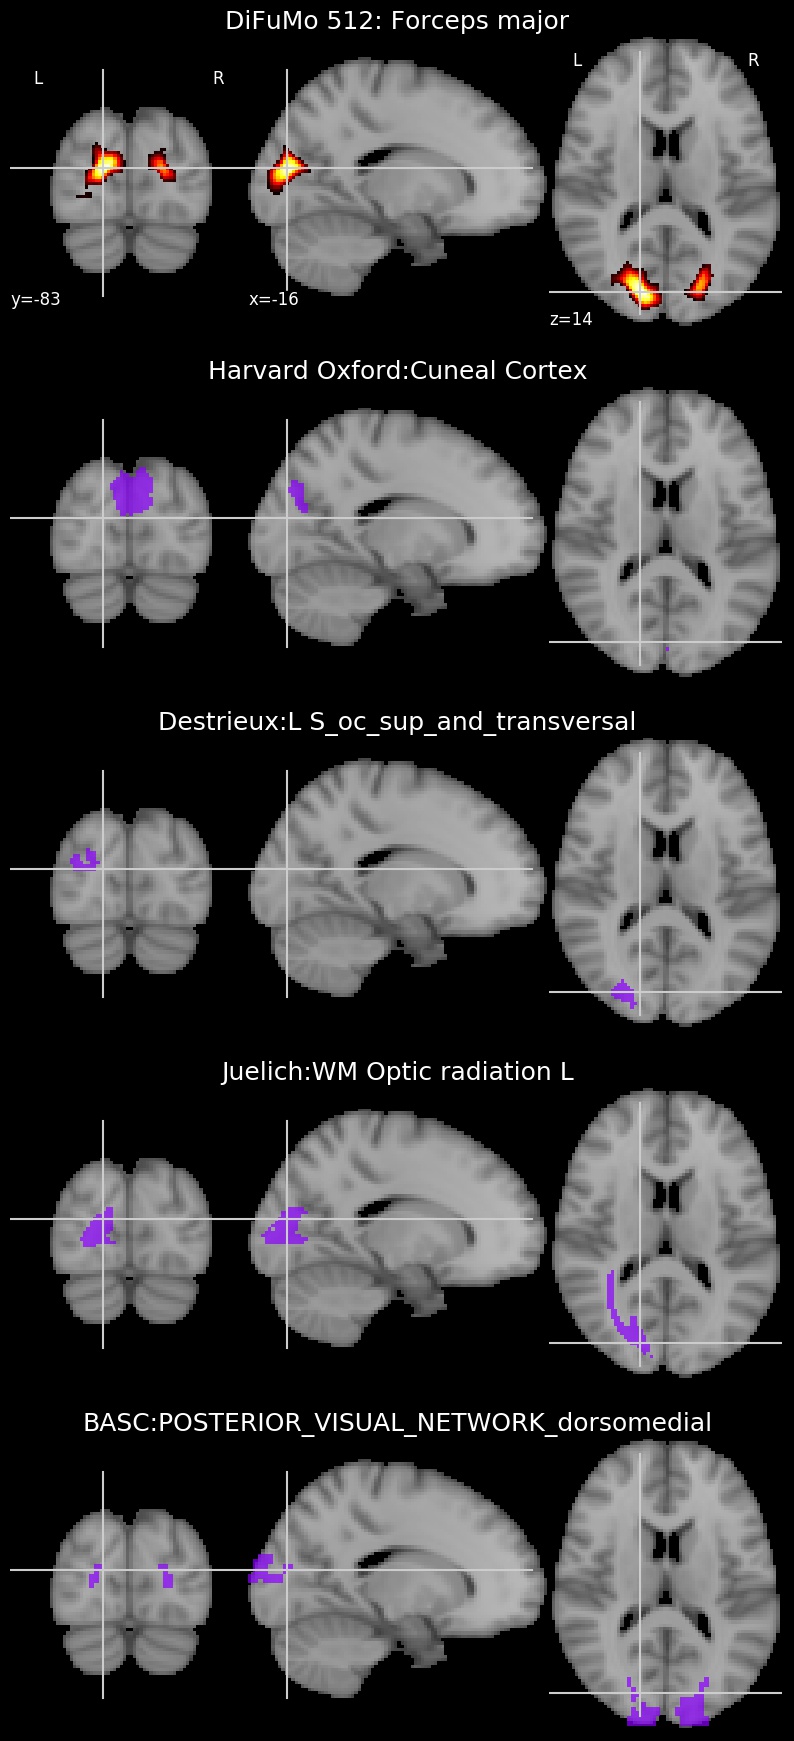 DiFuMo 512: Forceps major
L R L R
y=-83 x=-16 z=14
Harvard Oxford:Cuneal Cortex
Destrieux:L S_oc_sup_and_transversal
Juelich:WM Optic radiation L
BASC:POSTERIOR_VISUAL_NETWORK_dorsomedial